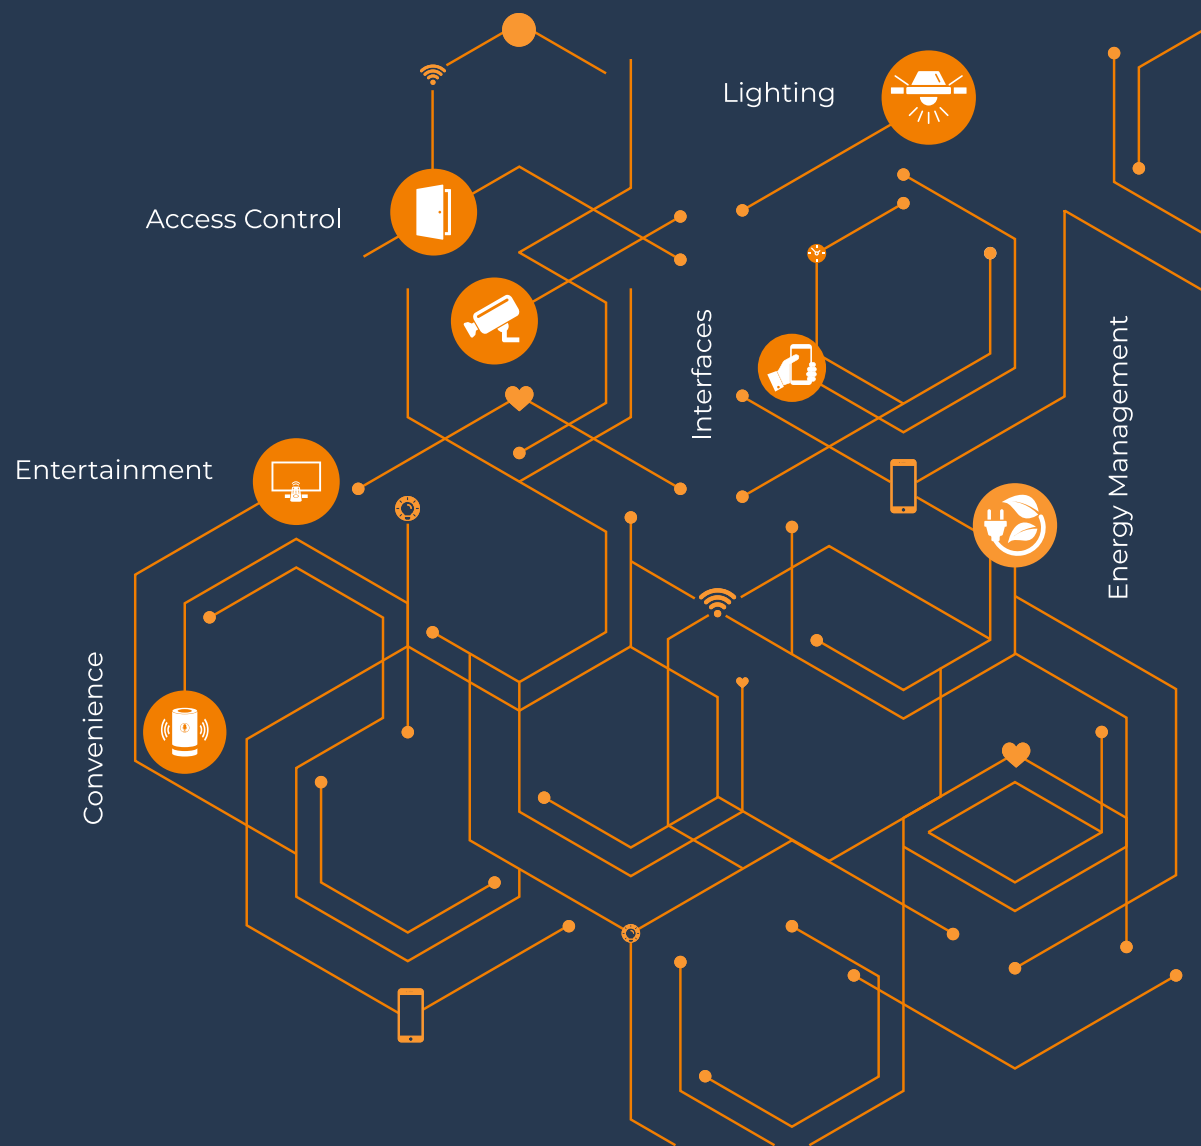 Lighting
Access Control
Interfaces
Energy Management
Entertainment
Convenience